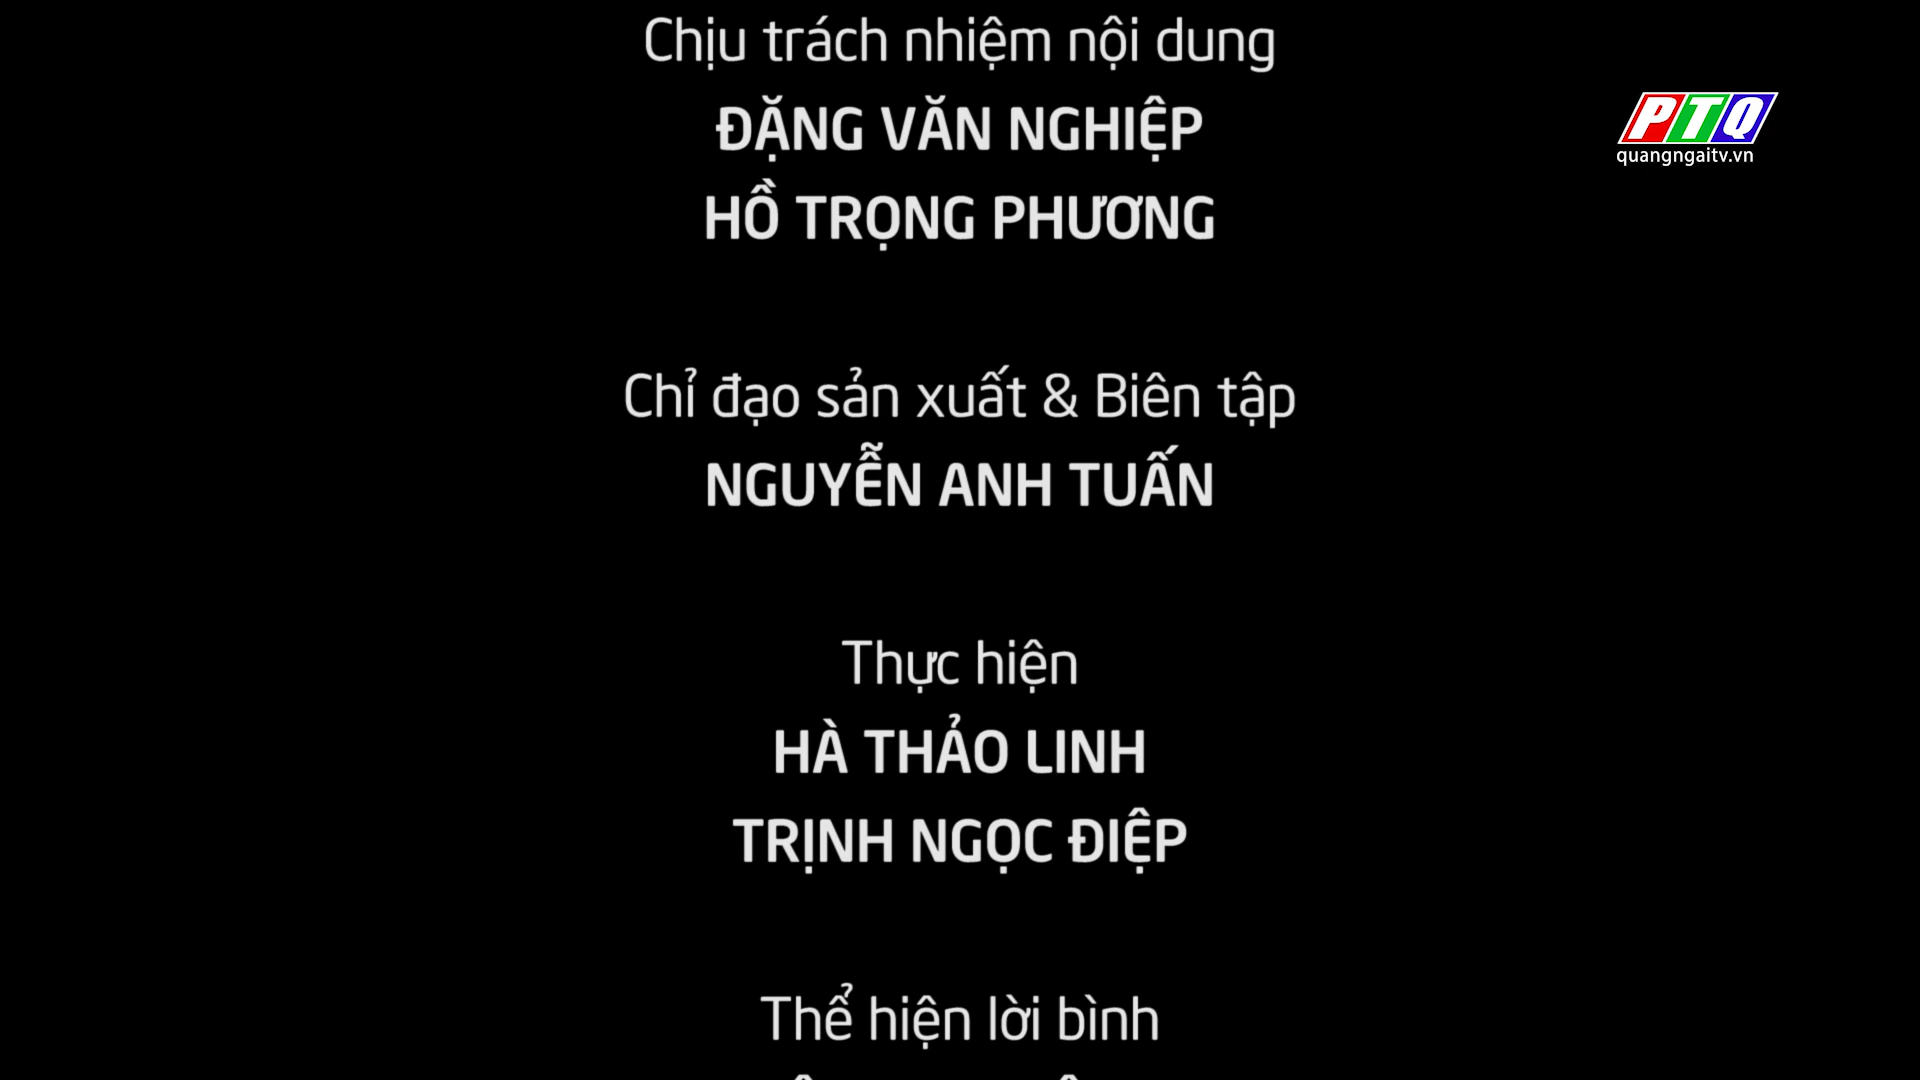 Chịu trách nhiệm nội dung
ĐẶNG VĂN NGHIỆP
HỒ TRỌNG PHƯƠNG
PTQ
quangngaitv.vn
Chỉ đạo sản xuất & Biên tập
NGUYỄN ANH TUẤN
Thực hiện
HÀ THẢO LINH
TRỊNH NGỌC ĐIỆP
Thể hiện lời bình